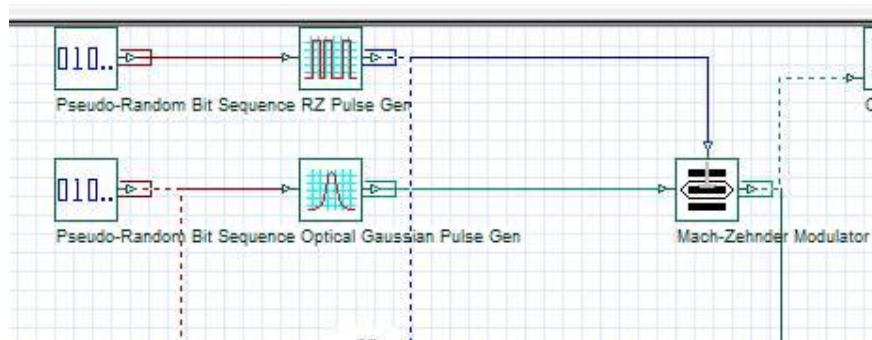 010..
Pseudo-Random Bit Sequence RZ Pulse Gen
010..
Pseudo-Random Bit Sequence Optical Gaussian Pulse Gen
Mach-Zehnder Modulator